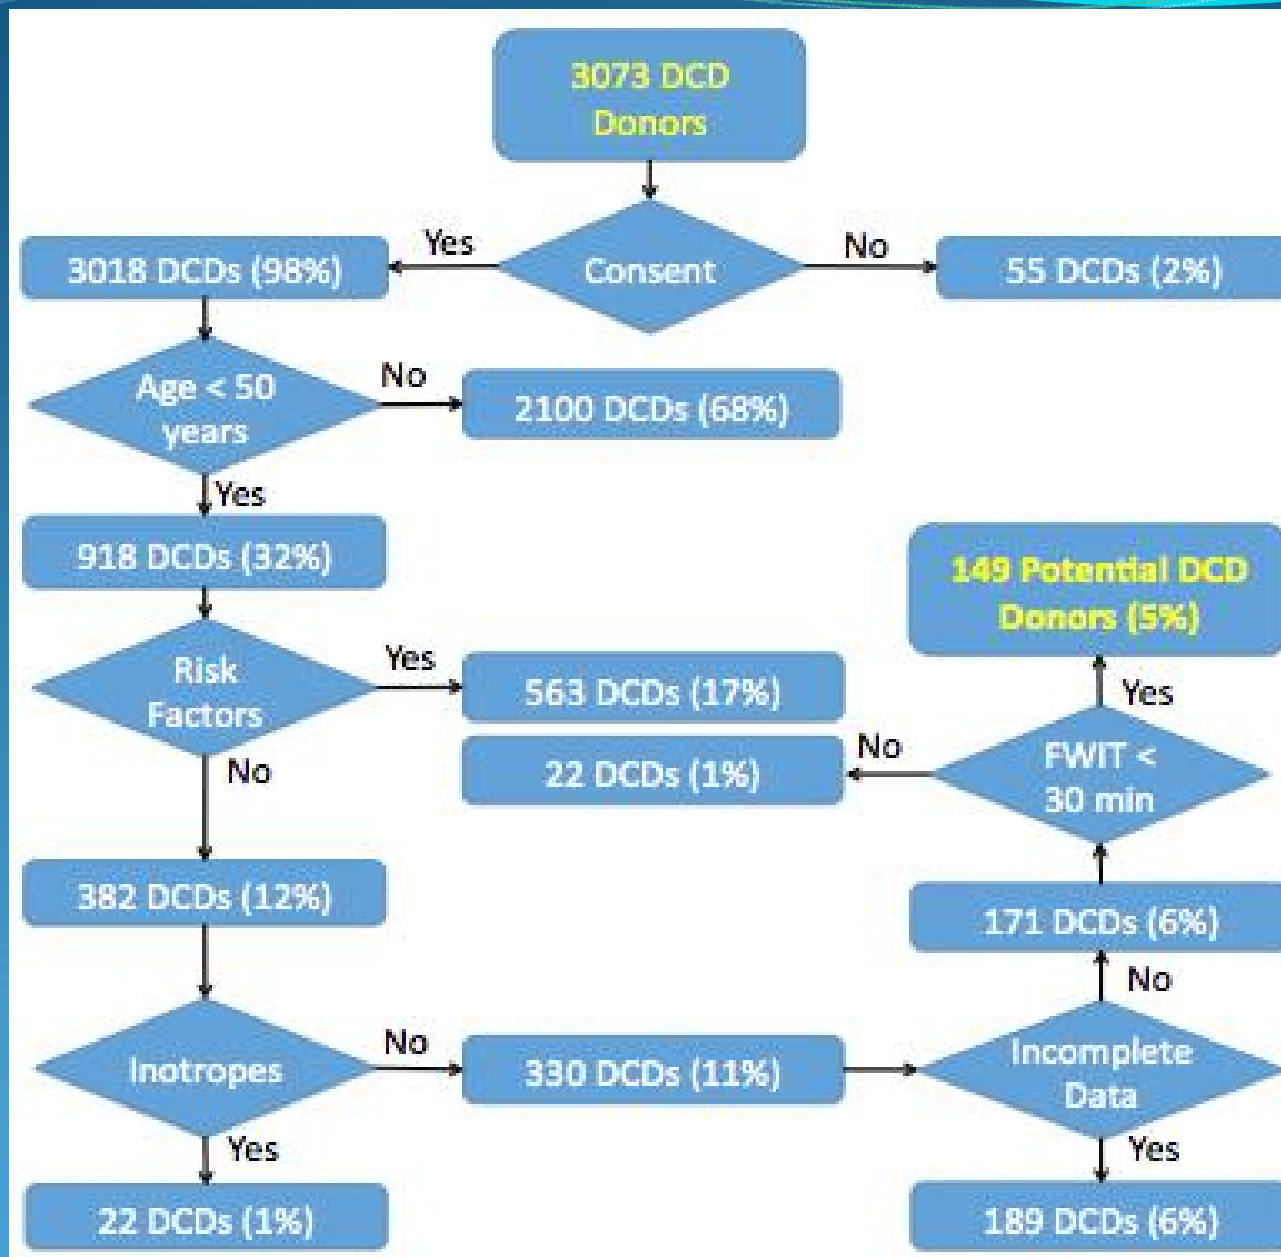 3073 DCD
Donors
Yes
No
3018 DCDs (98%)
Consent
55 DCDs (2%)
Age < 50
years
No
2100 DCDs (68%)
Yes
918 DCDs (32%)
149 Potential DCD
Donors (5%)
Risk
Factors
Yes
563 DCDs (17%)
Yes
No
22 DCDs (1%)
FWIT <
30 min
No
382 DCDs (12%)
171 DCDs (6%)
No
Inotropes
No
330 DCDs (11%)
Incomplete
Data
Yes
Yes
22 DCDs (1%)
189 DCDs (6%)